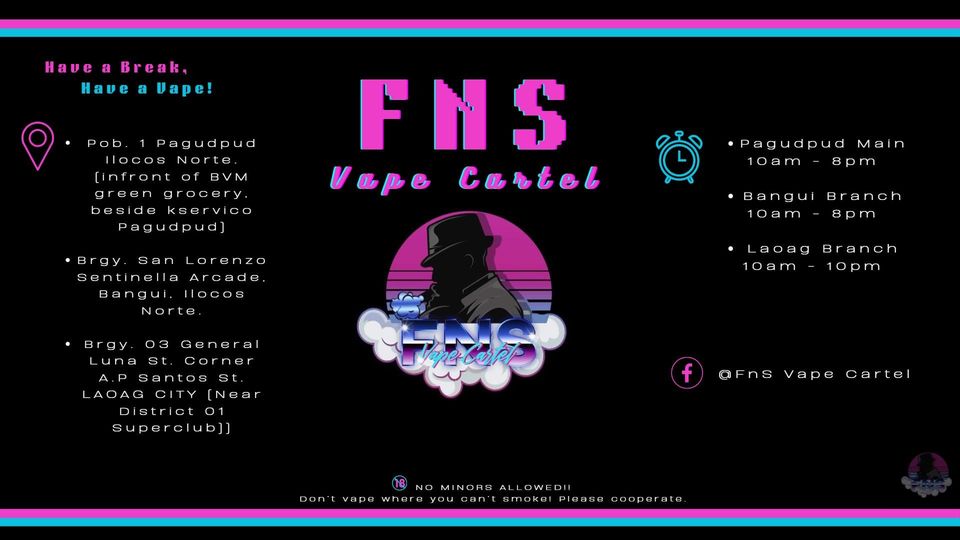 Have a Break,
Have a Vape!
• Pob. 1 Pagudpud
Ilocos Norte.
(infront of BVM
green grocery,
beside kservico
Pagudpud)
• Brgy. San Lorenzo
Sentinella Arcade,
Bangui, Ilocos
Norte.
• Brgy. 03 General
Luna St. Corner
A.P Santos St.
LAOAG CITY (Near
District 01
Superclub))
FNS
Vape Cartel
FNS
Vape Cartel
• Pagudpud Main
10am - 8pm
• Bangui Branch
10am - 8pm
• Laoag Branch
10am - 10pm
@FnS Vape Cartel
18 NO MINORS ALLOWED!!
Don't vape where you can't smoke! Please cooperate.